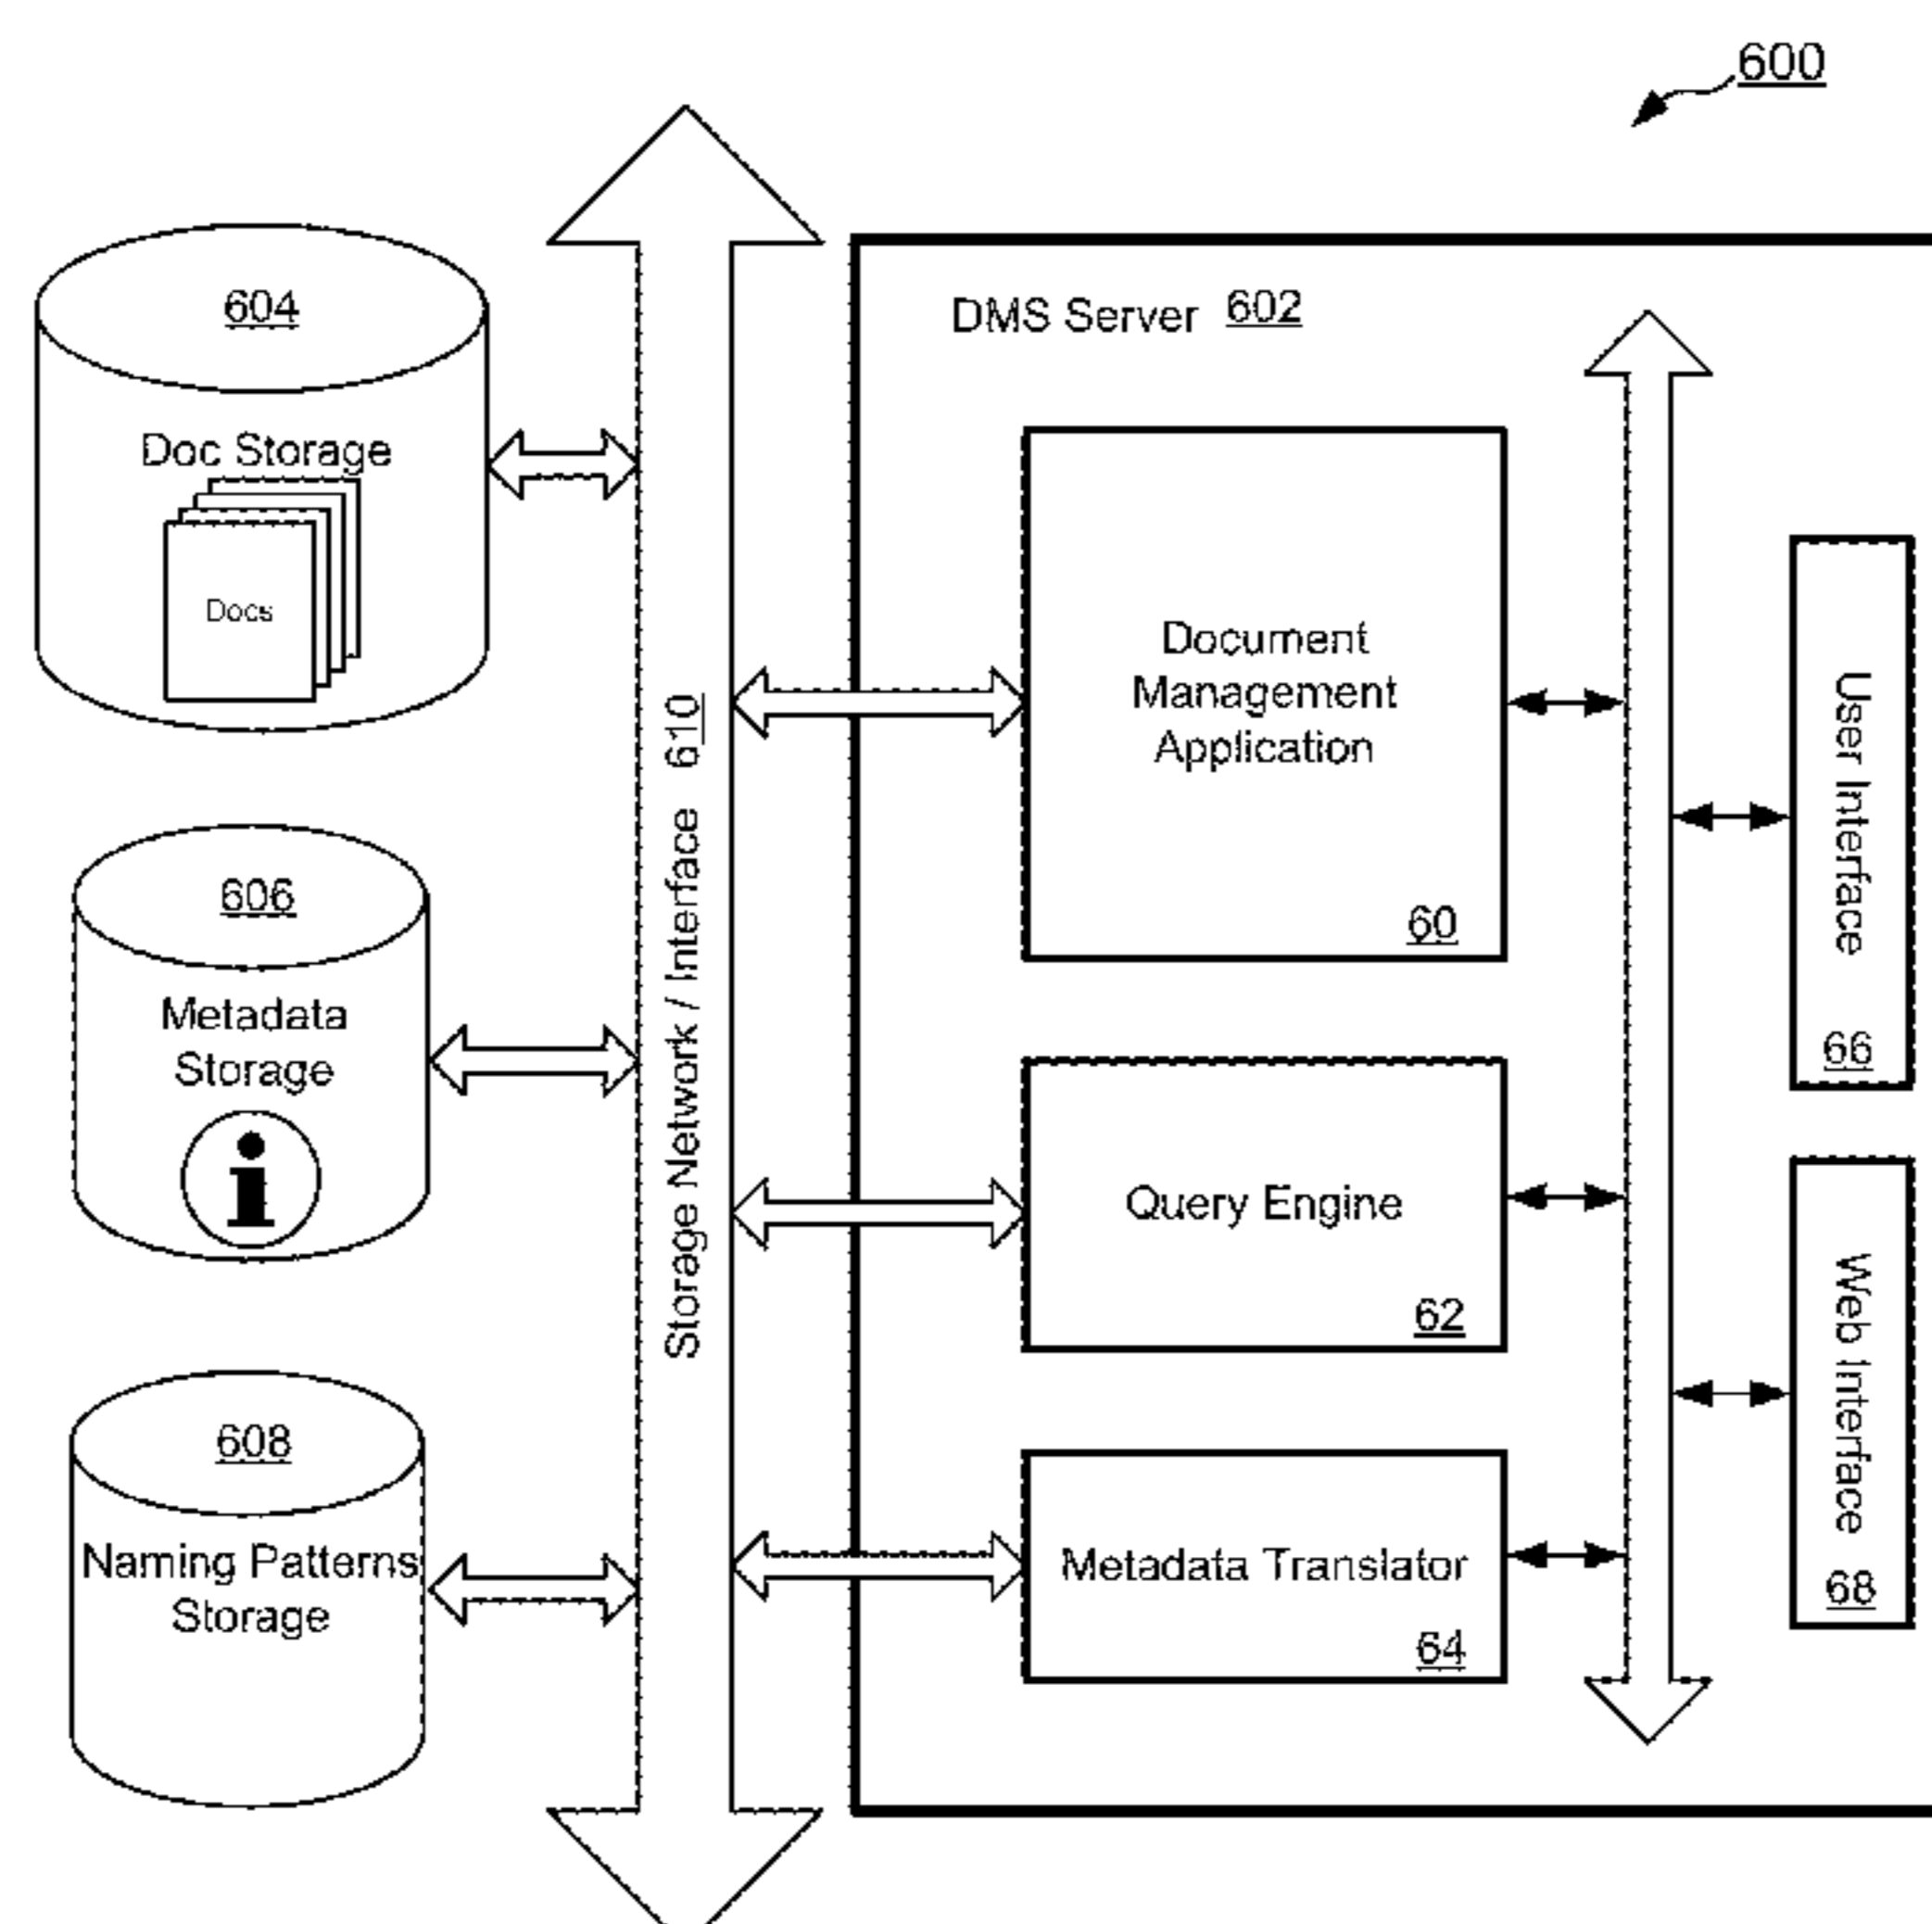 600
604
Doc Storage
Docs
606
Metadata
Storage
i
608
Naming Patterns
Storage
Storage Network / Interface 610
DMS Server 602
Document
Management
Application
60
Query Engine
62
Metadata Translator
64
User Interface
66
Web Interface
68